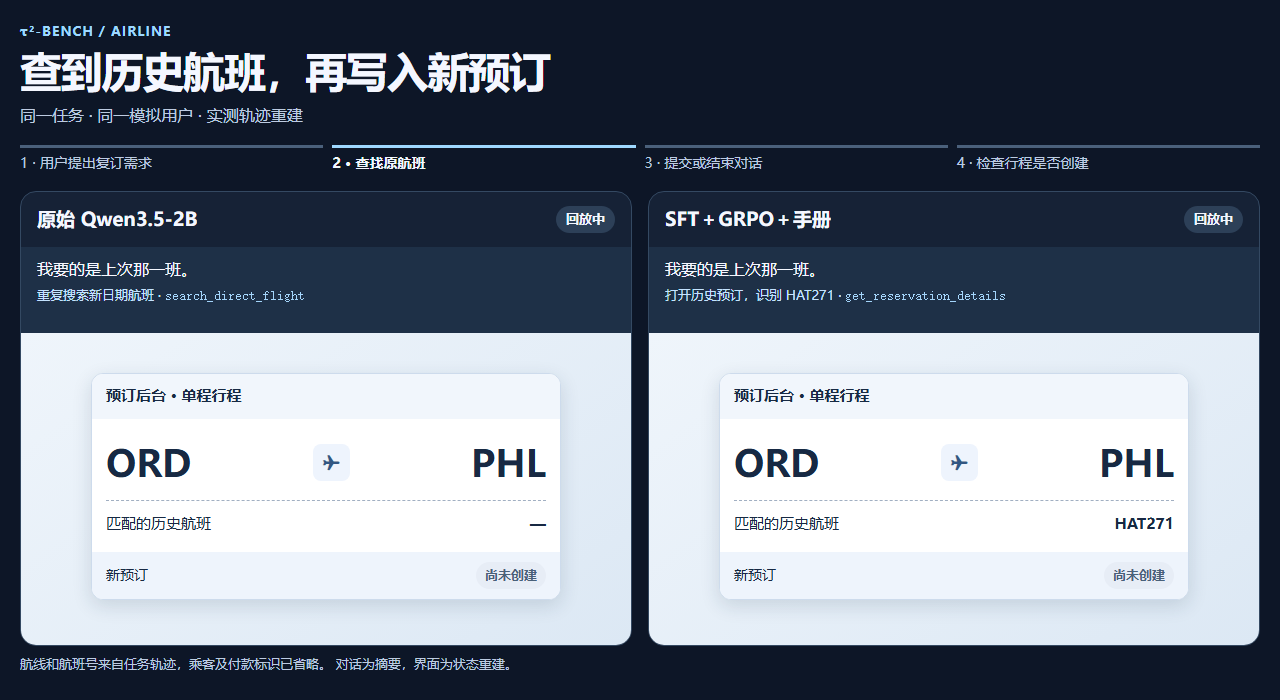 τ²-BENCH / AIRLINE
查到历史航班，再写入新预订
同一任务 · 同一模拟用户 · 实测轨迹重建
1 · 用户提出复订需求
2 · 查找原航班
3 · 提交或结束对话
4 · 检查行程是否创建
原始 Qwen3.5-2B
回放中
我要的是上次那一班。
重复搜索新日期航班 · search_direct_flight
预订后台 · 单程行程
ORD ✈ PHL
匹配的历史航班 —
新预订 尚未创建
SFT + GRPO + 手册
回放中
我要的是上次那一班。
打开历史预订，识别 HAT271 · get_reservation_details
预订后台 · 单程行程
ORD ✈ PHL
匹配的历史航班 HAT271
新预订 尚未创建
航线和航班号来自任务轨迹，乘客及付款标识已省略。 对话为摘要，界面为状态重建。